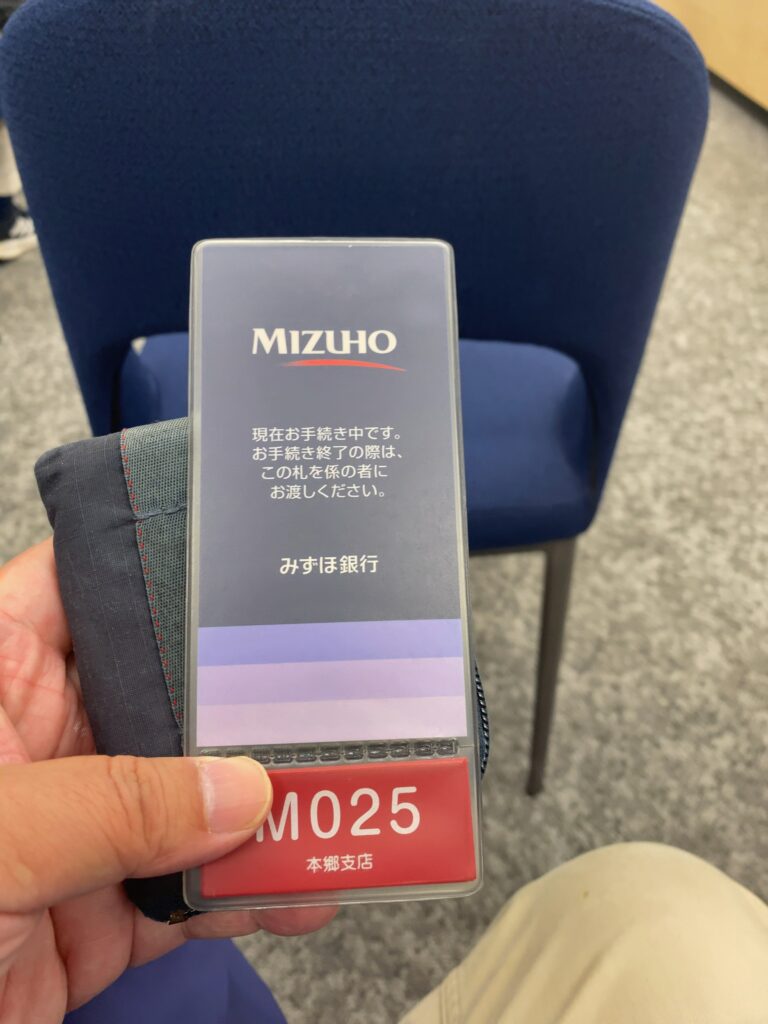 MIZUHO
現在お手続き中です。
お手続き終了の際は、
この札を係の者に
お渡しください。
みずほ銀行
M025
本郷支店